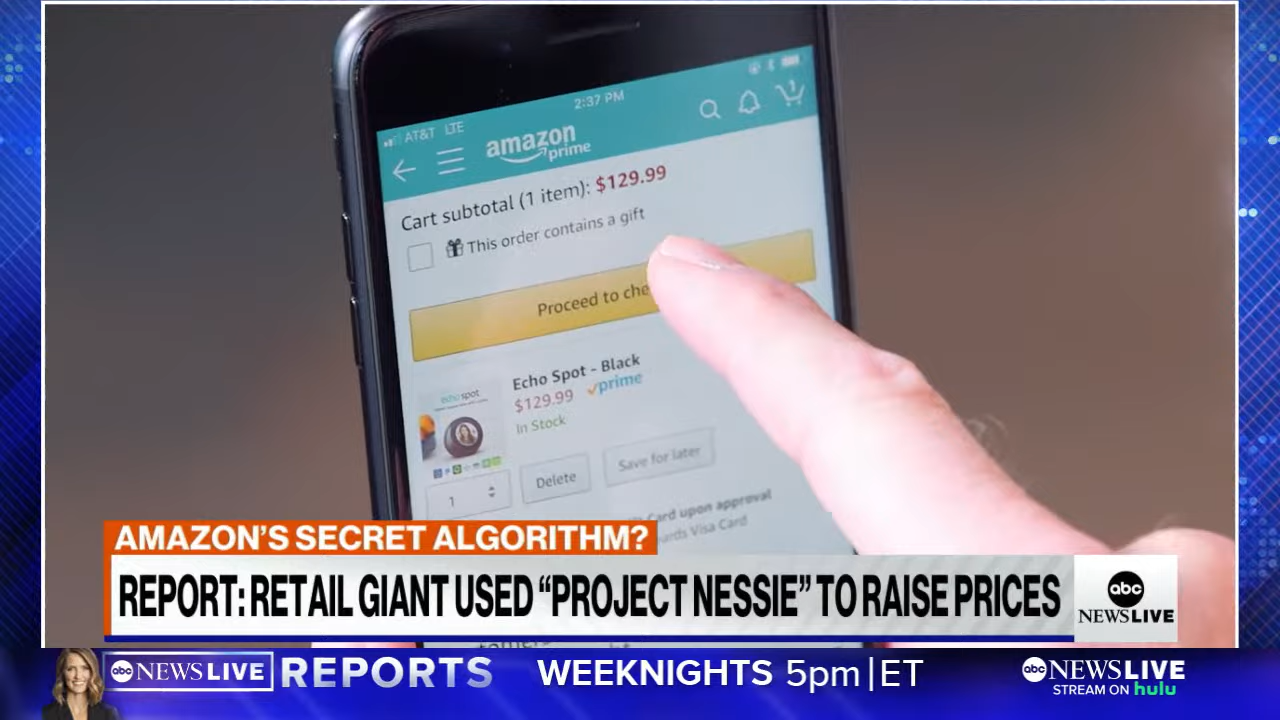 AT&T LTE
2:37 PM
amazon
prime
1
Cart subtotal (1 item): $129.99
This order contains a gift
Proceed to che
echo spot
Echo Spot - Black
$129.99 prime
In Stock
1
Delete
Save for later
Card upon approval
Visa Card
AMAZON'S SECRET ALGORITHM?
REPORT: RETAIL GIANT USED “PROJECT NESSIE” TO RAISE PRICES
abc
NEWS LIVE
abc NEWS LIVE REPORTS WEEKNIGHTS 5pm | ET
abc NEWS LIVE
STREAM ON hulu